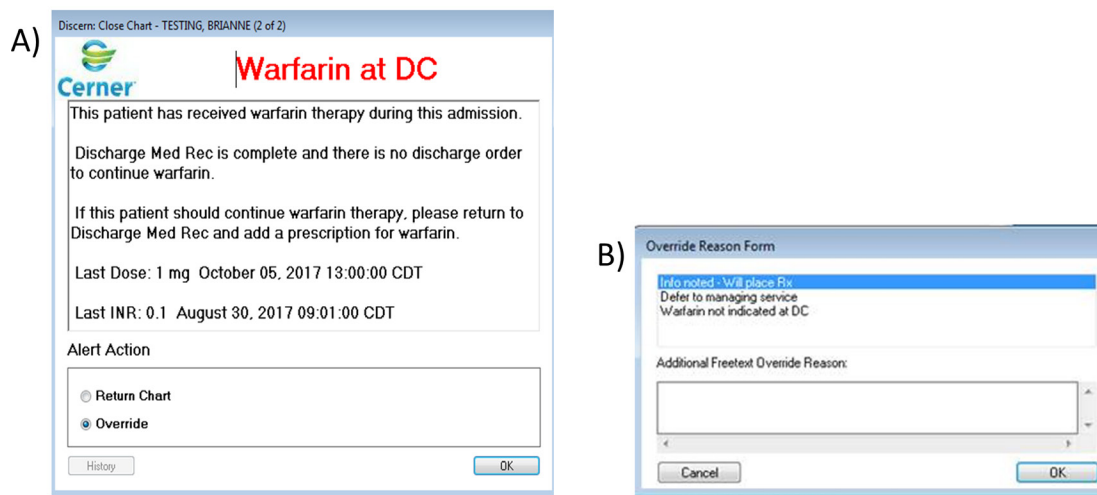 A)
Discern: Close Chart - TESTING, BRIANNE (2 of 2)
Cerner
Warfarin at DC
This patient has received warfarin therapy during this admission.
Discharge Med Rec is complete and there is no discharge order
to continue warfarin.
If this patient should continue warfarin therapy, please return to
Discharge Med Rec and add a prescription for warfarin.
Last Dose: 1 mg October 05, 2017 13:00:00 CDT
Last INR: 0.1 August 30, 2017 09:01:00 CDT
Alert Action
Return Chart
Override
History
OK
B)
Override Reason Form
Info noted - Will place Rx
Defer to managing service
Warfarin not indicated at DC
Additional Freetext Override Reason:
Cancel
OK